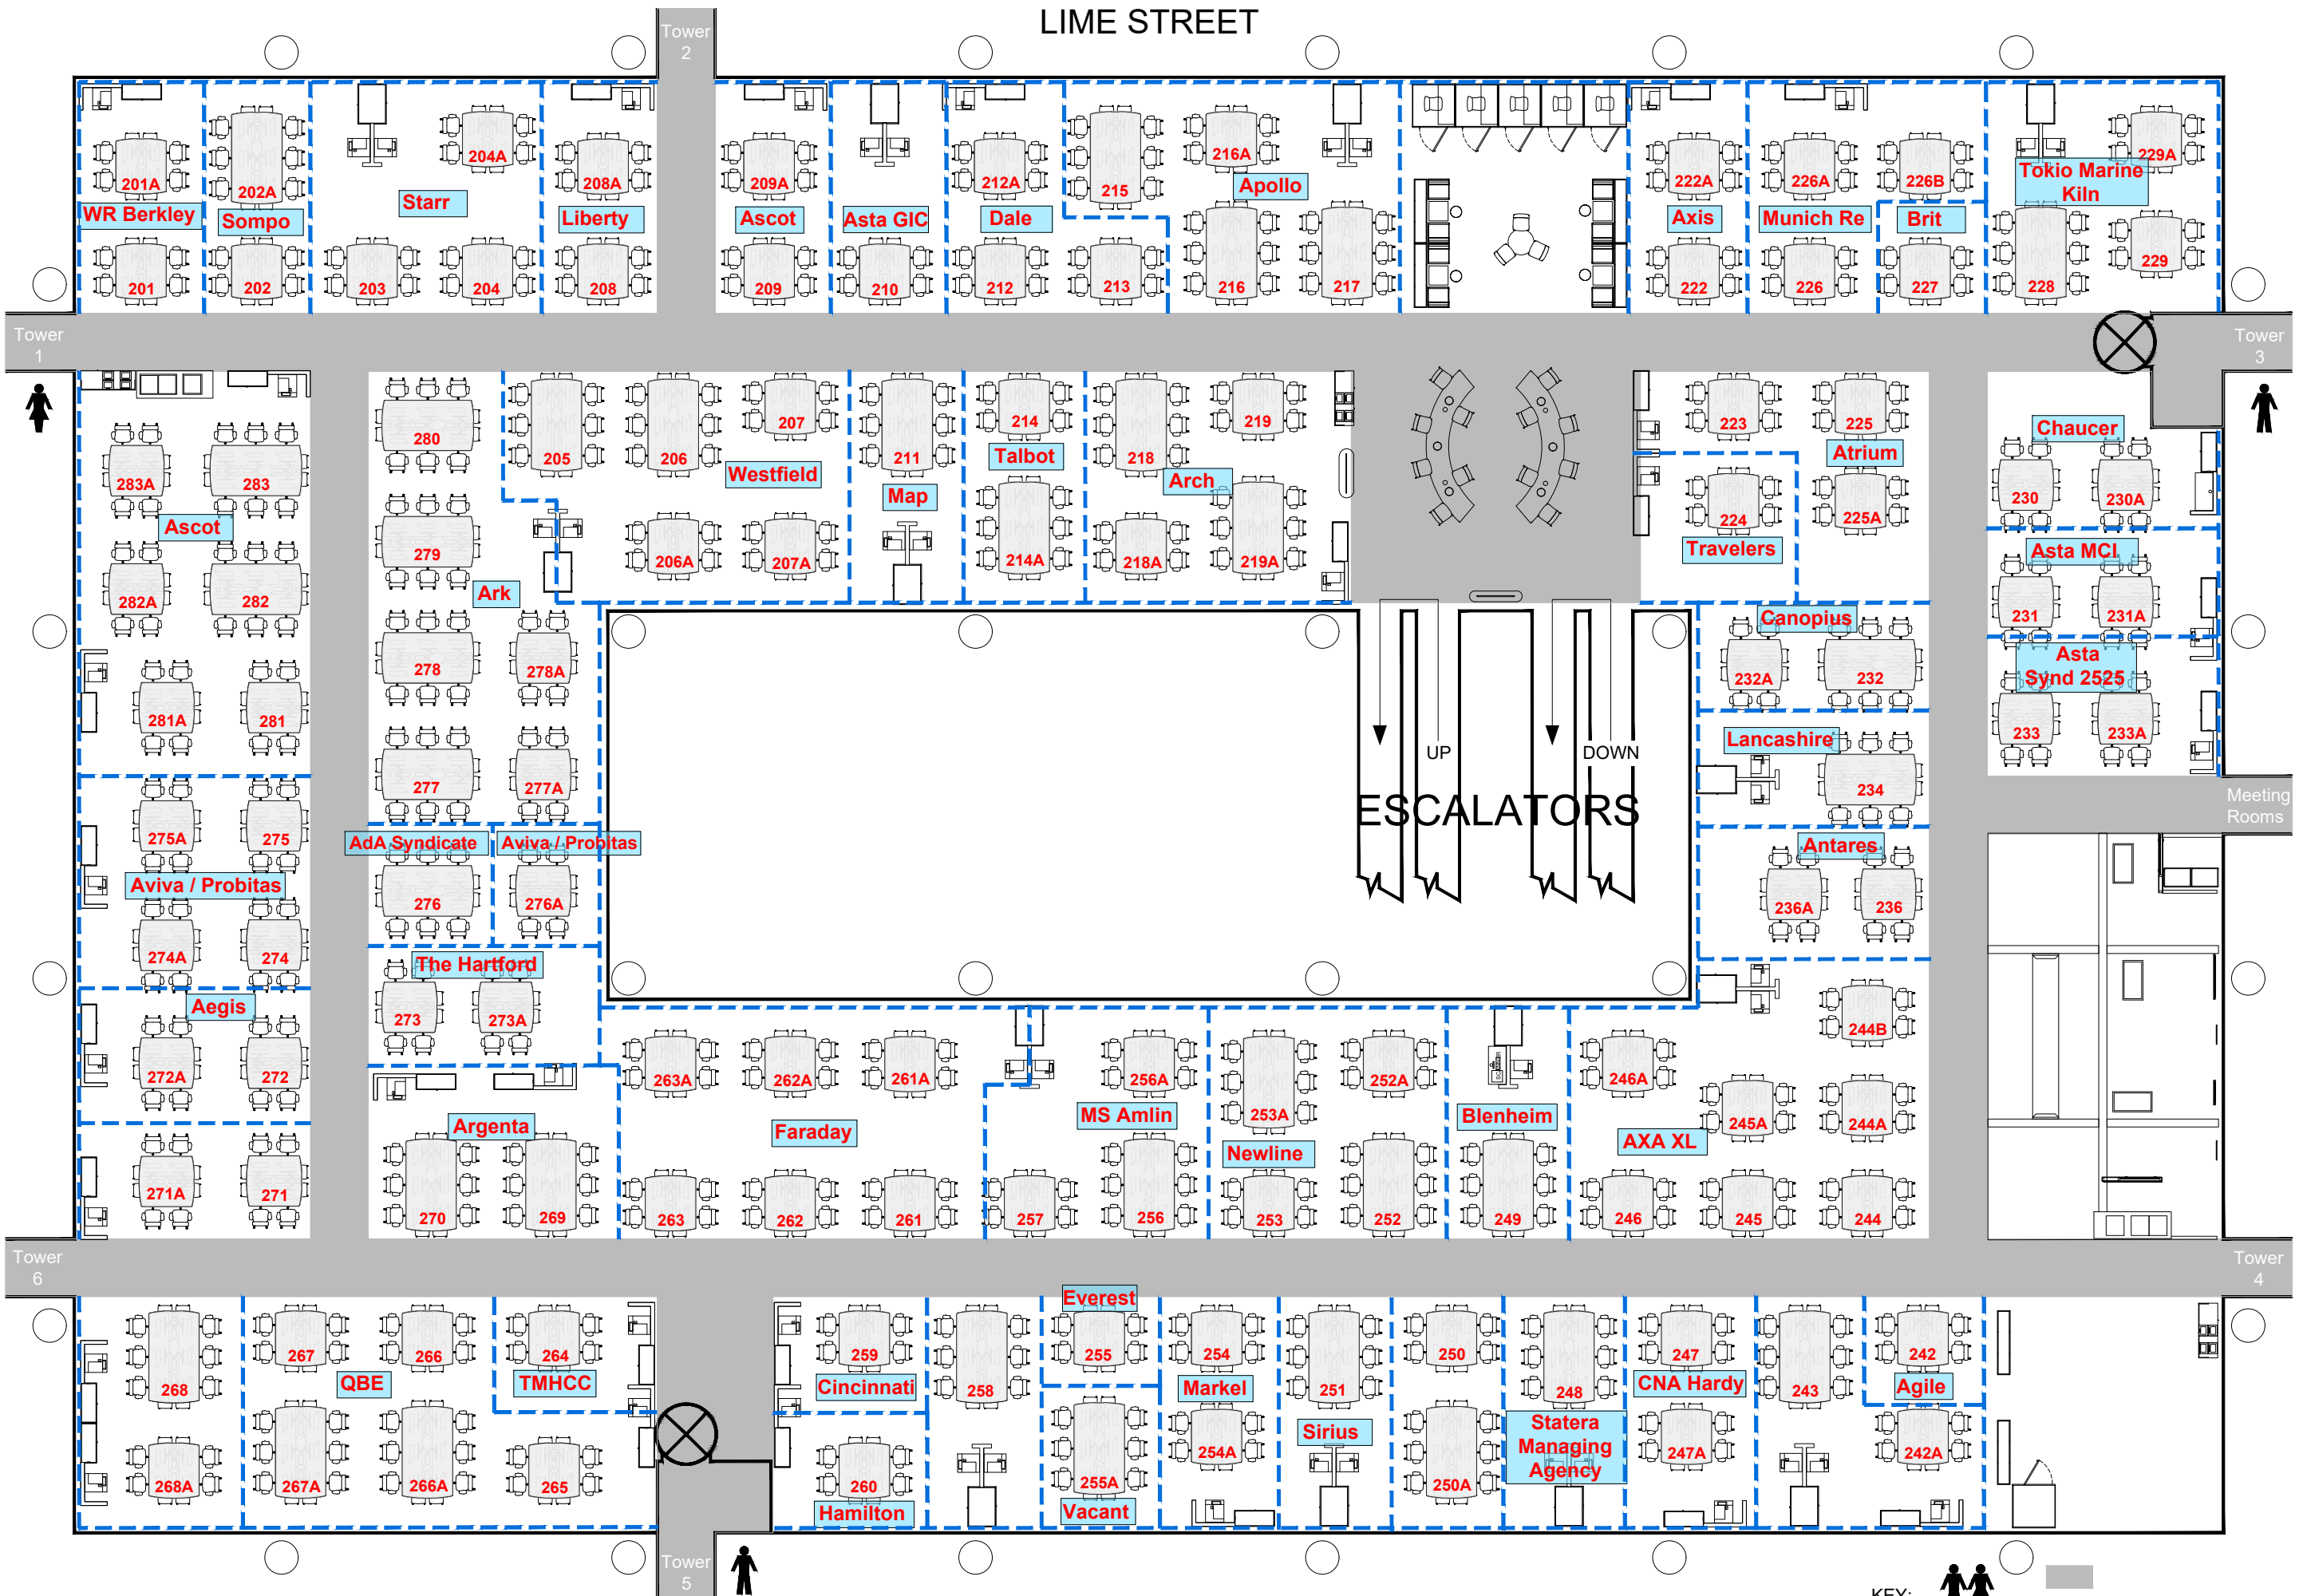 LIME STREET
Tower
2
201A
202A
204A
208A
209A
212A
215
216A
222A
226A
226B
229A
WR Berkley
Sompo
Starr
Liberty
Ascot
Asta GIC
Dale
Apollo
Axis
Munich Re
Brit
Tokio Marine
Kiln
201
202
203
204
208
209
210
212
213
216
217
222
226
227
228
229
Tower
1
Tower
3
280
205
206
207
211
214
218
219
223
225
Westfield
Map
Talbot
Arch
Atrium
Chaucer
283A
283
Ascot
279
206A
207A
214A
218A
219A
224
225A
Travelers
230
230A
282A
282
Ark
Asta MCI
231
231A
278
278A
Canopius
232A
232
Asta
Synd 2525
233
233A
281A
281
277
277A
UP
DOWN
ESCALATORS
Lancashire
234
Meeting
Rooms
275A
275
AdA Syndicate
Aviva / Probitas
Antares
Aviva / Probitas
276
276A
236A
236
274A
274
The Hartford
Aegis
273
273A
244B
272A
272
263A
262A
261A
256A
252A
246A
Argenta
Faraday
MS Amlin
253A
Blenheim
245A
244A
Newline
AXA XL
271A
271
270
269
263
262
261
257
256
253
252
249
246
245
244
Tower
6
Tower
4
Everest
267
266
264
259
255
254
250
247
242
268
QBE
TMHCC
Cincinnati
258
Markel
251
248
CNA Hardy
243
Agile
Sirius
Statera
Managing
Agency
268A
267A
266A
265
260
255A
254A
250A
247A
242A
Hamilton
Vacant
Tower
5
KEY: